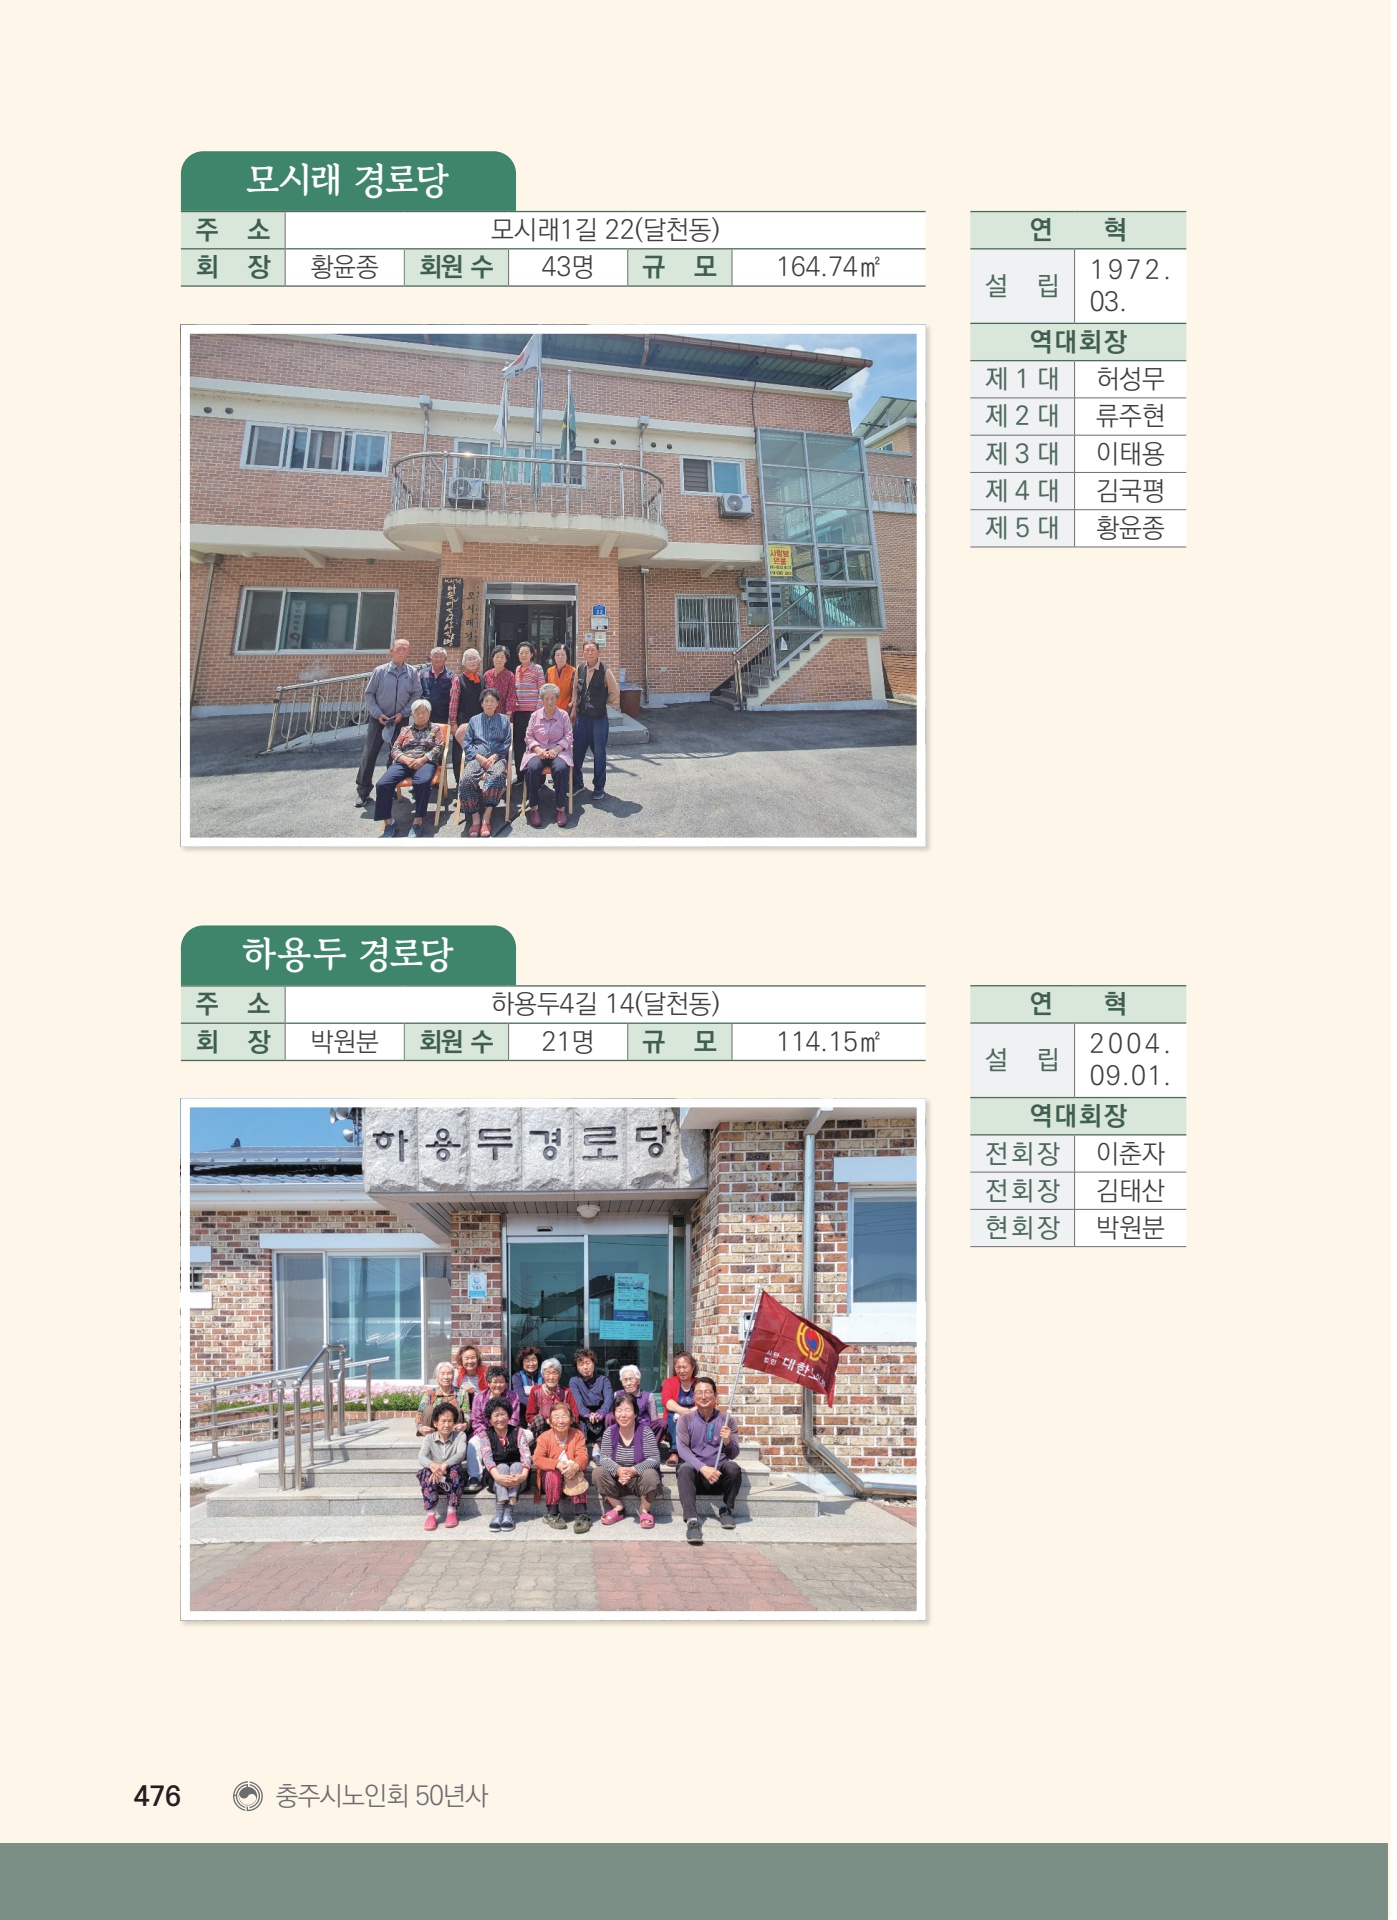 모시래 경로당
주 소 모시래1길 22(달천동)
회 장 황윤종 회원 수 43명 규 모 164.74㎡
연 혁
설 립 1972.
03.
역대회장
제 1 대 허성무
제 2 대 류주현
제 3 대 이태용
제 4 대 김국평
제 5 대 황윤종
모시래경
하용두 경로당
주 소 하용두4길 14(달천동)
회 장 박원분 회원 수 21명 규 모 114.15㎡
연 혁
설 립 2004.
09.01.
역대회장
전회장 이춘자
전회장 김태산
현회장 박원분
하용두경로당
대한노
476 충주시노인회 50년사